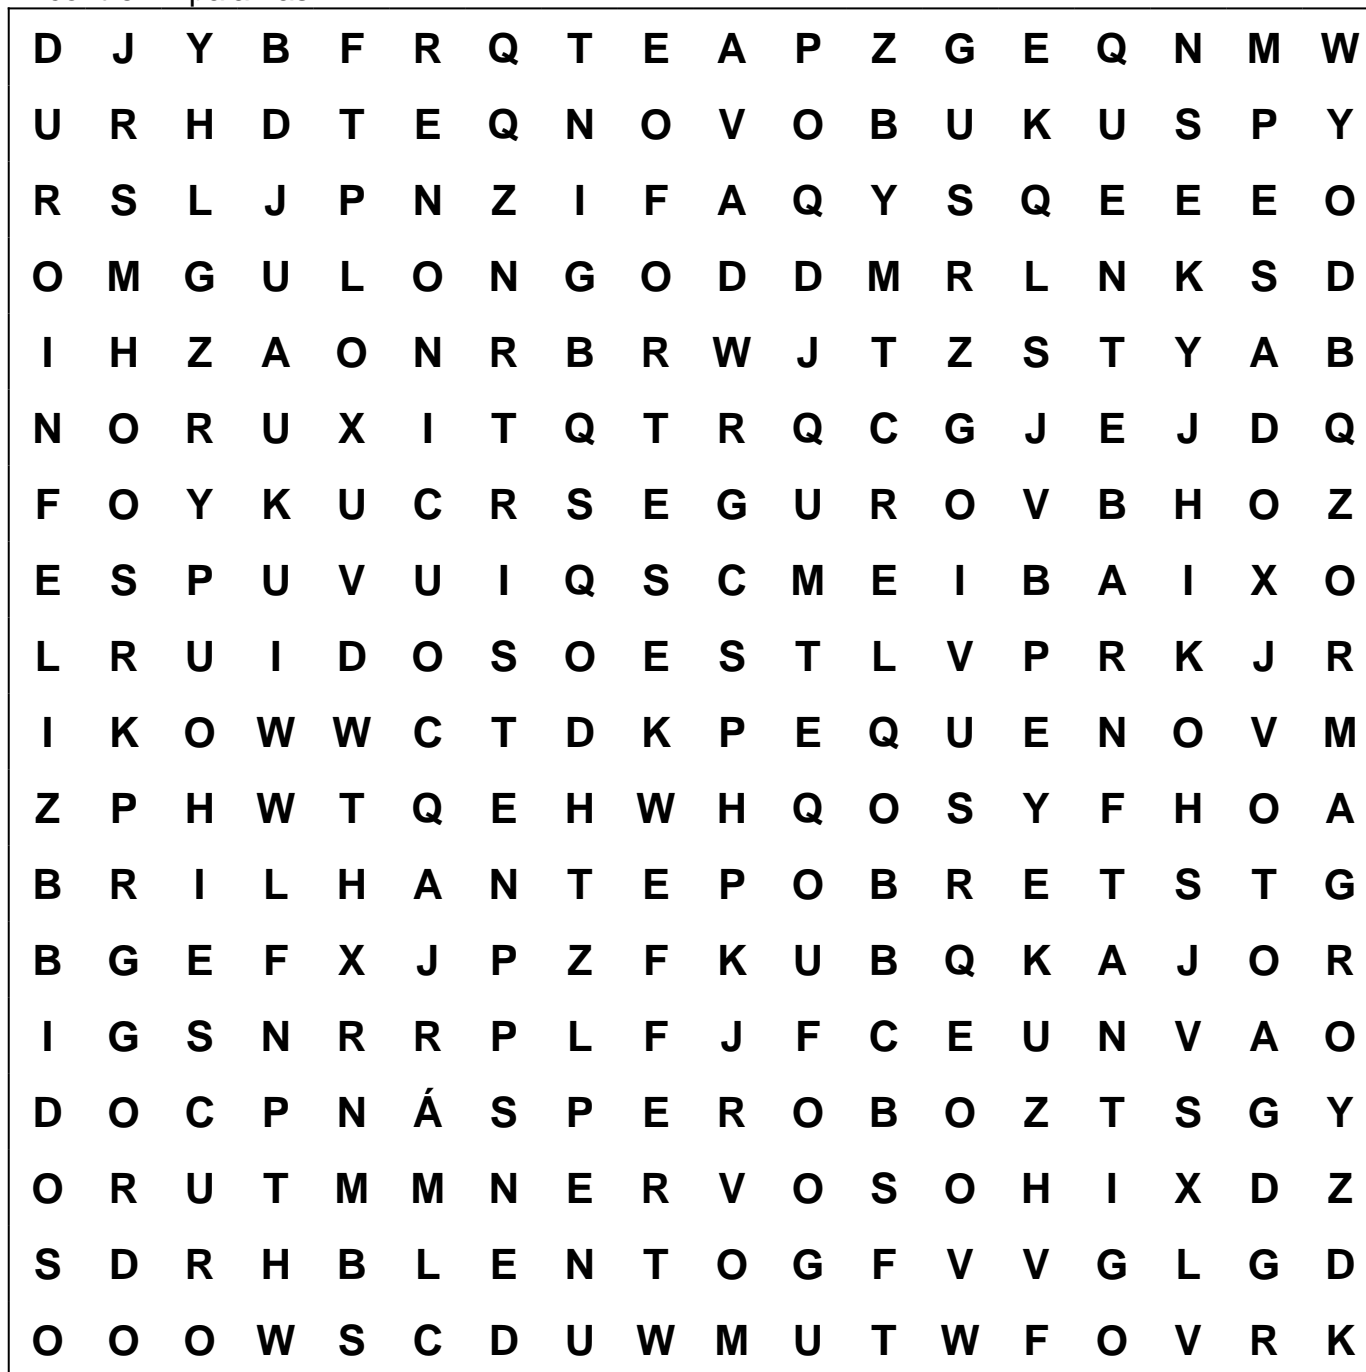 D J Y B F R Q T E A P Z G E Q N M W
U R H D T E Q N O V O B U K U S P Y
R S L J P N Z I F A Q Y S Q E E E O
O M G U L O N G O D D M R L N K S D
I H Z A O N R B R W J T Z S T Y A B
N O R U X I T Q T R Q C G J E J D Q
F O Y K U C R S E G U R O V B H O Z
E S P U V U I Q S C M E I B A I X O
L R U I D O S O E S T L V P R K J R
I K O W W C T D K P E Q U E N O V M
Z P H W T Q E H W H Q O S Y F H O A
B R I L H A N T E P O B R E T S T G
B G E F X J P Z F K U B Q K A J O R
I G S N R R P L F J F C E U N V A O
D O C P N Á S P E R O B O Z T S G Y
O R U T M M N E R V O S O H I X D Z
S D R H B L E N T O G F V V G L G D
O O O W S C D U W M U T W F O V R K